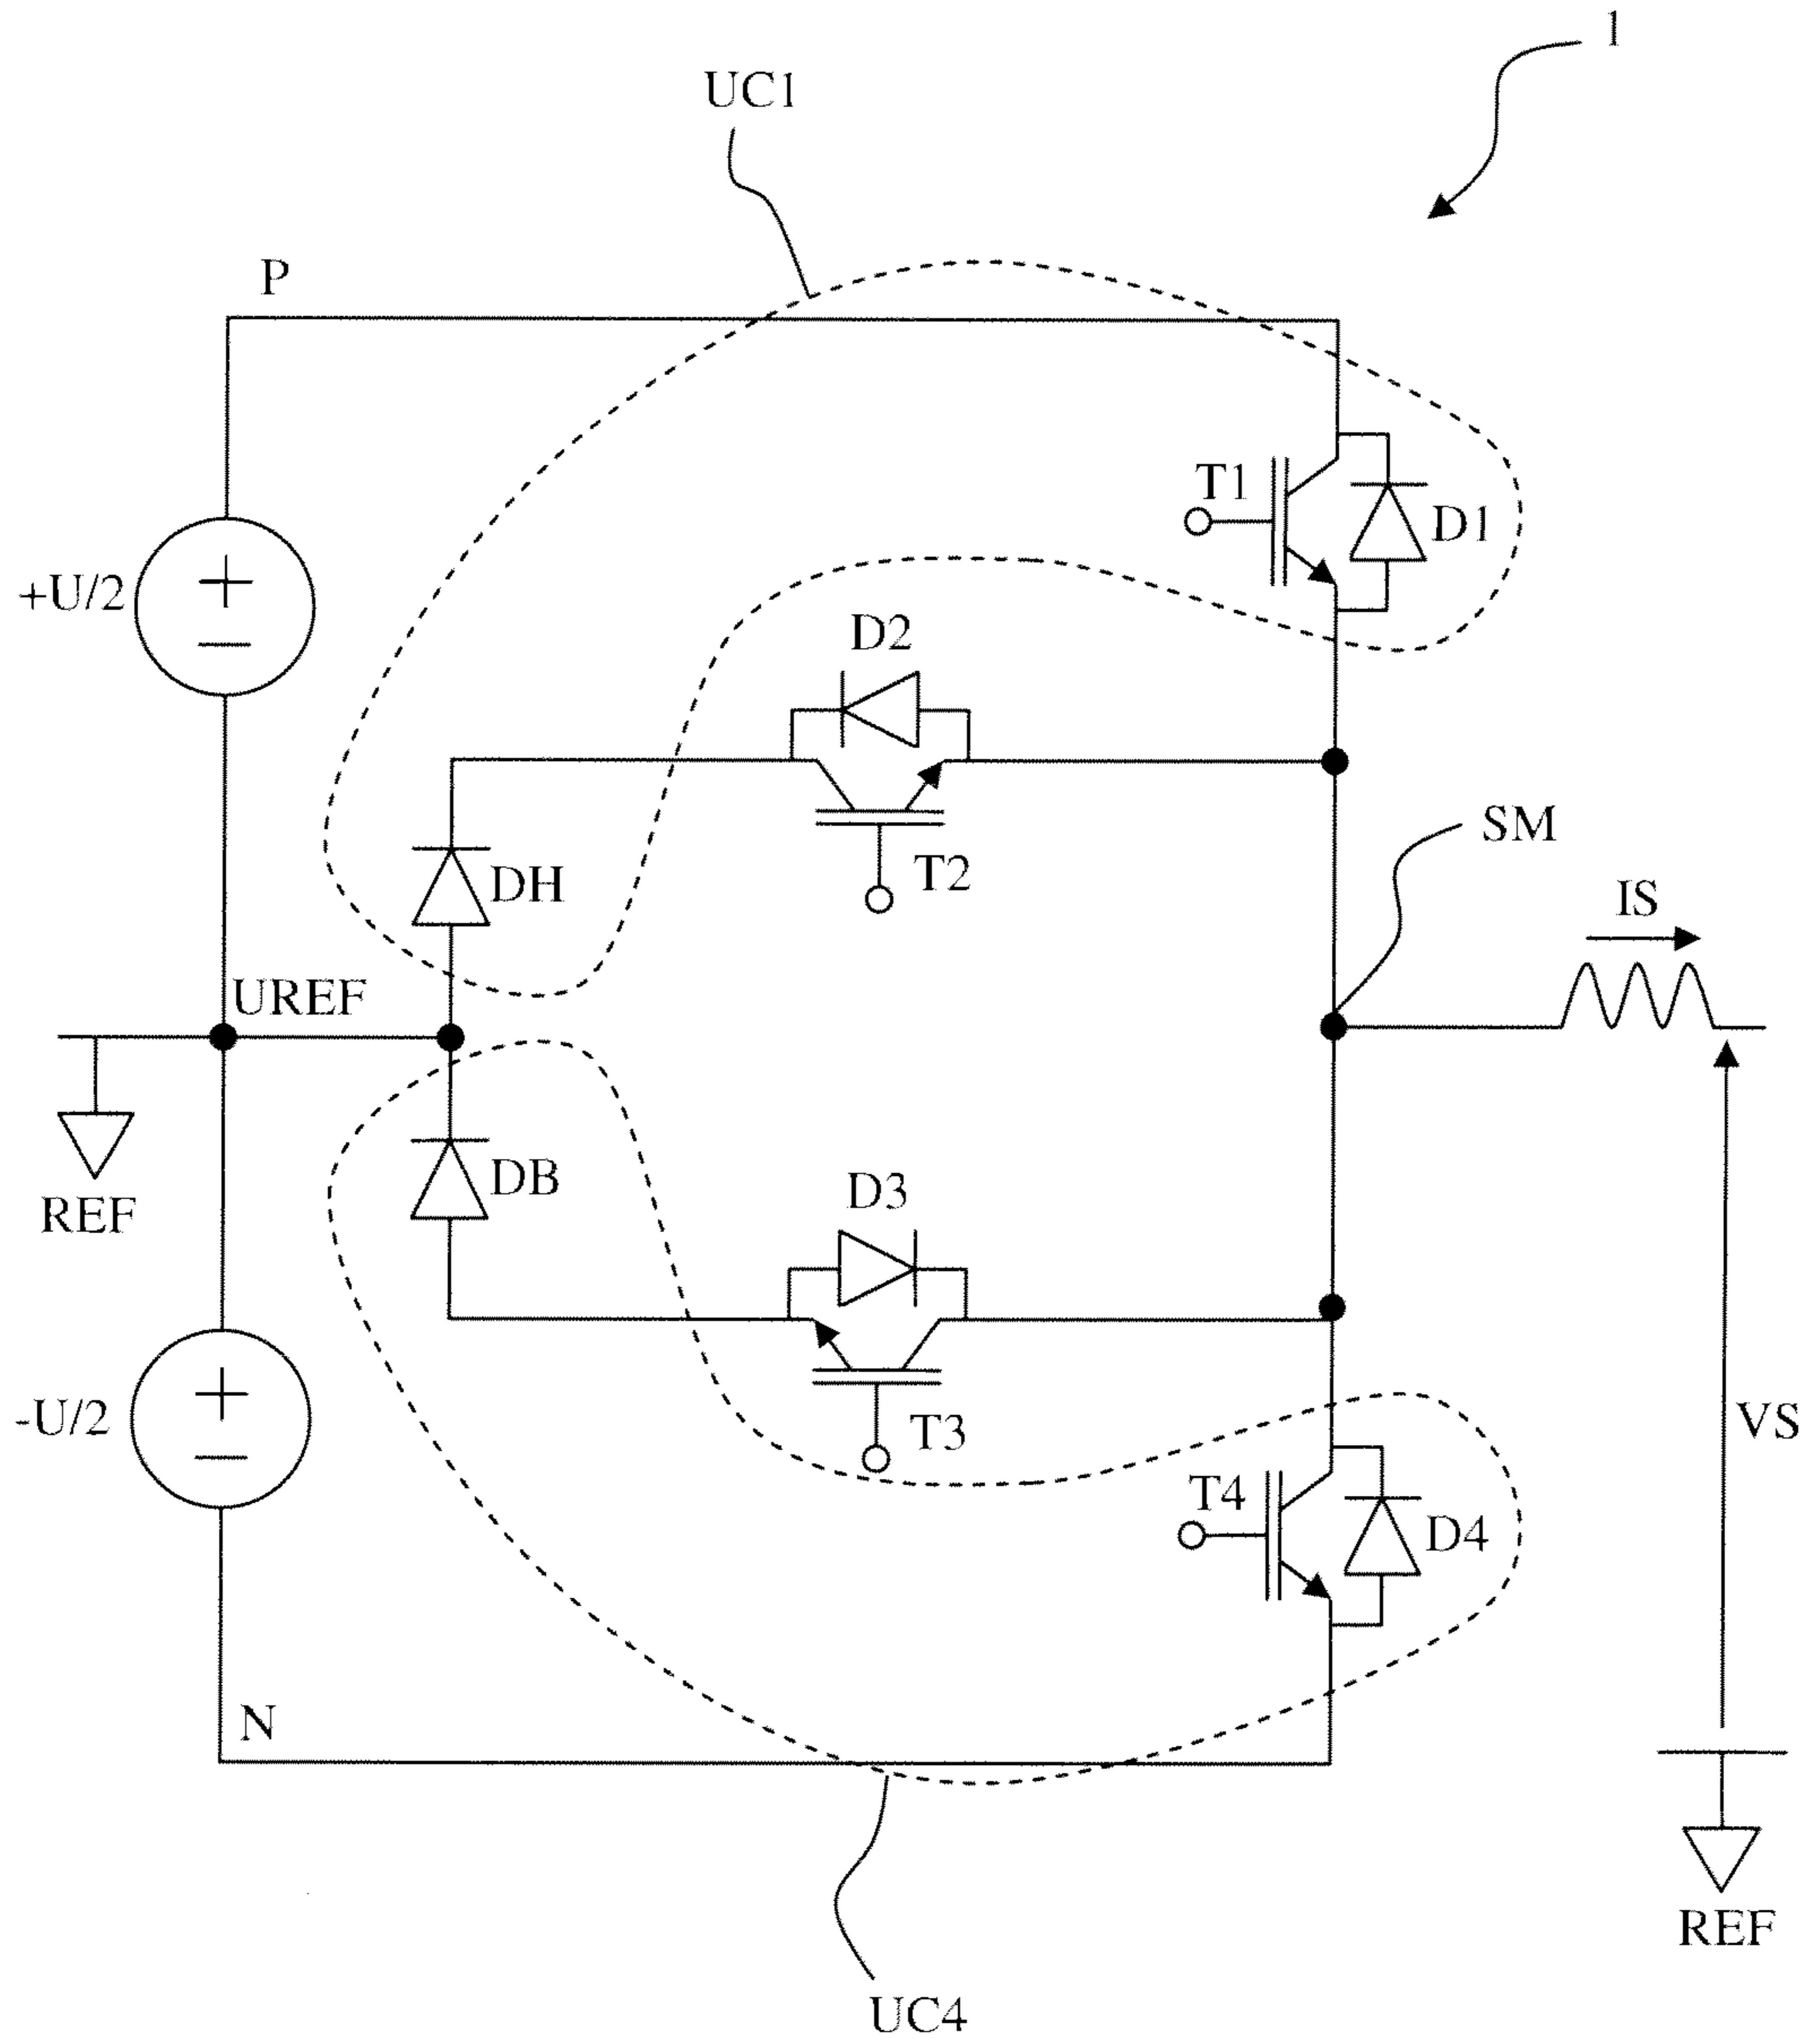 1
UC1
P
T1
D1
+U/2
D2
SM
T2
DH
IS
UREF
REF
DB
D3
-U/2
VS
T3
T4
D4
N
REF
UC4